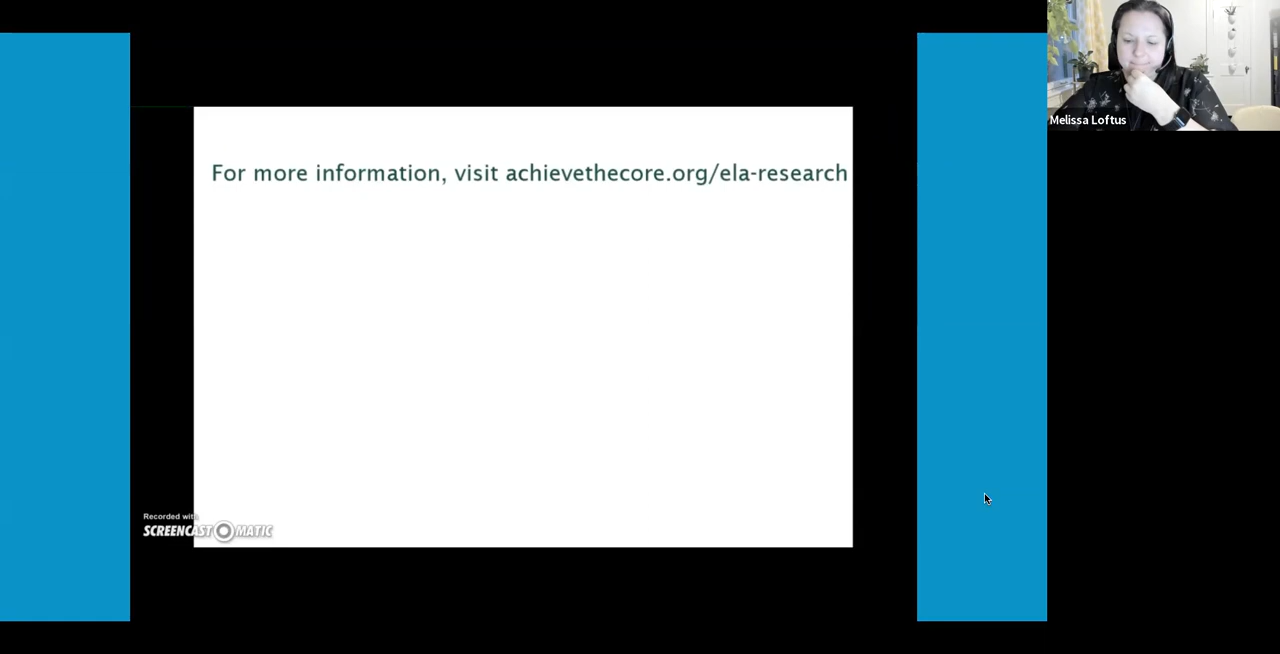 For more information, visit achievethecore.org/ela-research
Melissa Loftus
Recorded with
SCREENCAST MATIC